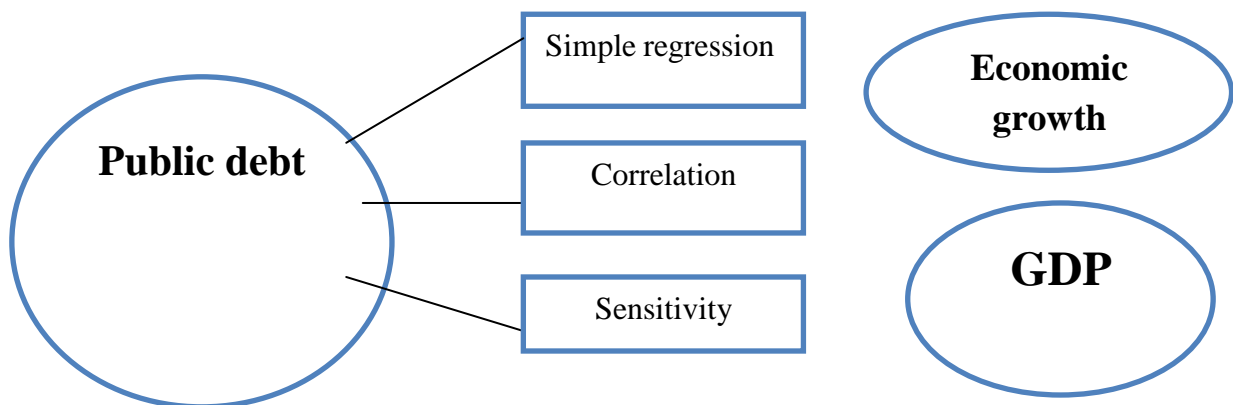 Public debt
Simple regression
Correlation
Sensitivity
Economic
growth
GDP